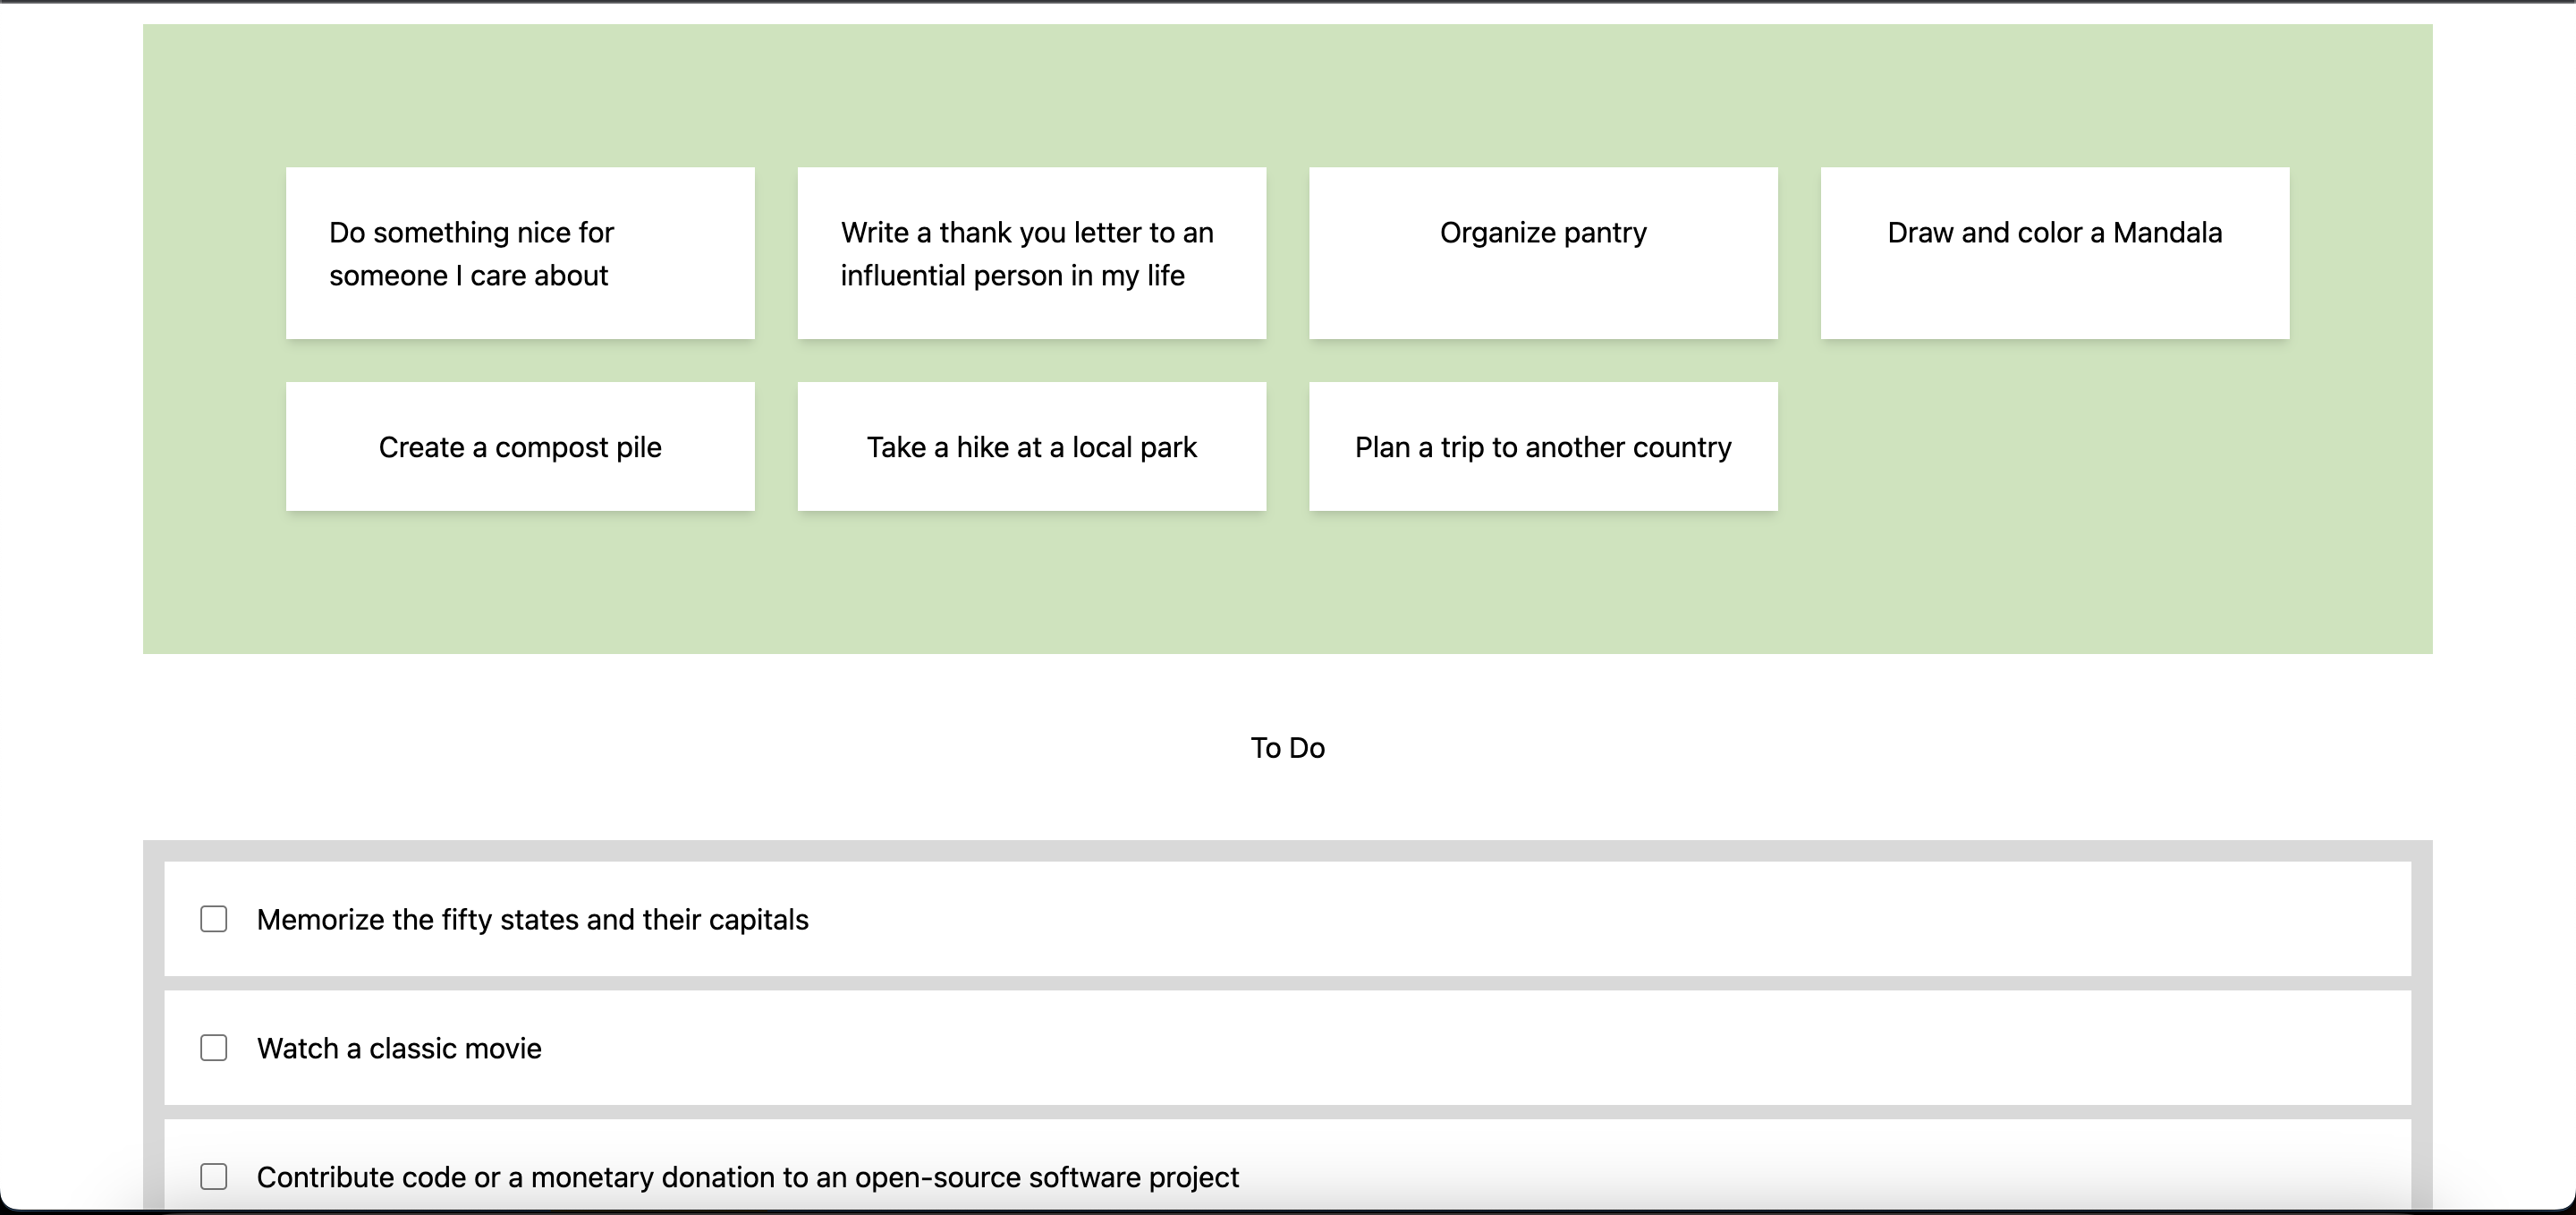 Do something nice for
someone I care about
Write a thank you letter to an
influential person in my life
Organize pantry
Draw and color a Mandala
Create a compost pile
Take a hike at a local park
Plan a trip to another country
To Do
Memorize the fifty states and their capitals
Watch a classic movie
Contribute code or a monetary donation to an open-source software project